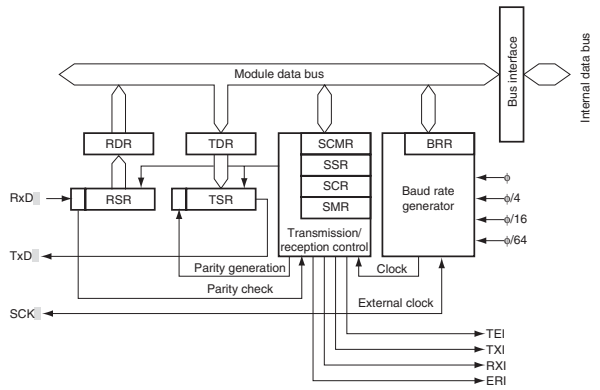 Module data bus
Bus interface
Internal data bus
RDR
TDR
SCMR
BRR
SSR
SCR
SMR
Baud rate
generator
ϕ
ϕ/4
ϕ/16
ϕ/64
RxD
RSR
TSR
Transmission/
reception control
TxD
Parity generation
Clock
Parity check
SCK
External clock
TEI
TXI
RXI
ERI